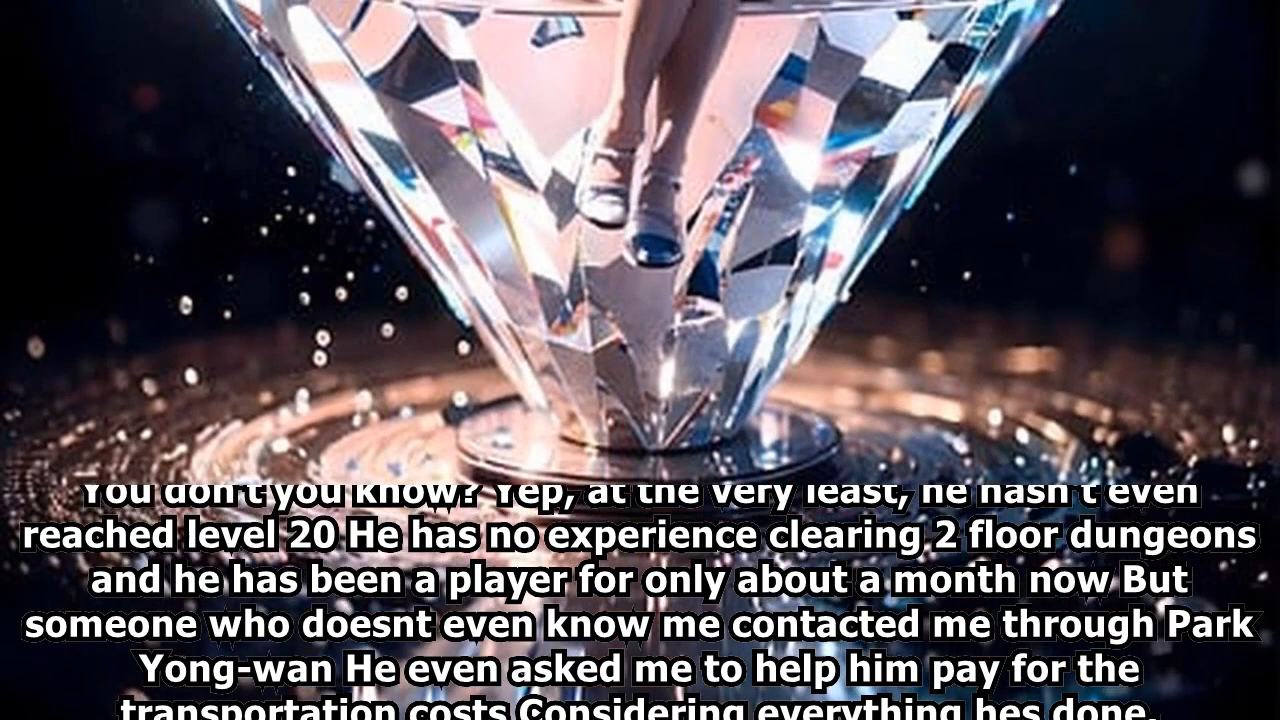 You don't you know? Yep, at the very least, he hasn't even
reached level 20 He has no experience clearing 2 floor dungeons
and he has been a player for only about a month now But
someone who doesnt even know me contacted me through Park
Yong-wan He even asked me to help him pay for the
transportation costs Considering everything hes done,